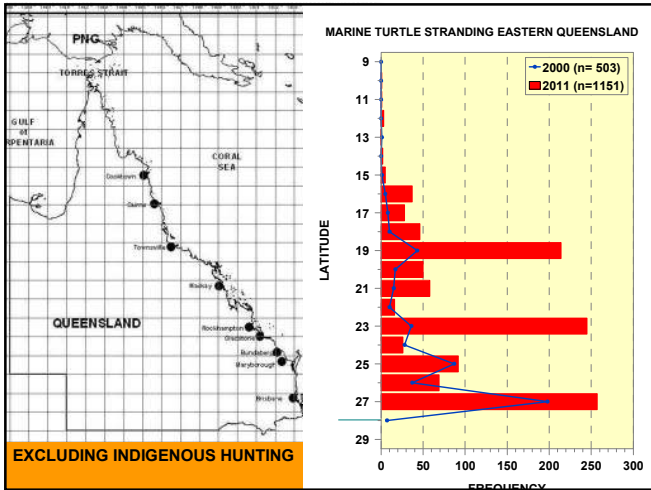 PNG
TORRES STRAIT
GULF
of
RPENTARIA
CORAL
SEA
Cooktown
Cairns
Townsville
Mackay
QUEENSLAND
Rockhampton
Gladstone
Bundaberg
Maryborough
Brisbane
EXCLUDING INDIGENOUS HUNTING
MARINE TURTLE STRANDING EASTERN QUEENSLAND
2000 (n= 503)
2011 (n=1151)
LATITUDE
9
11
13
15
17
19
21
23
25
27
29
0 50 100 150 200 250 300
FREQUENCY